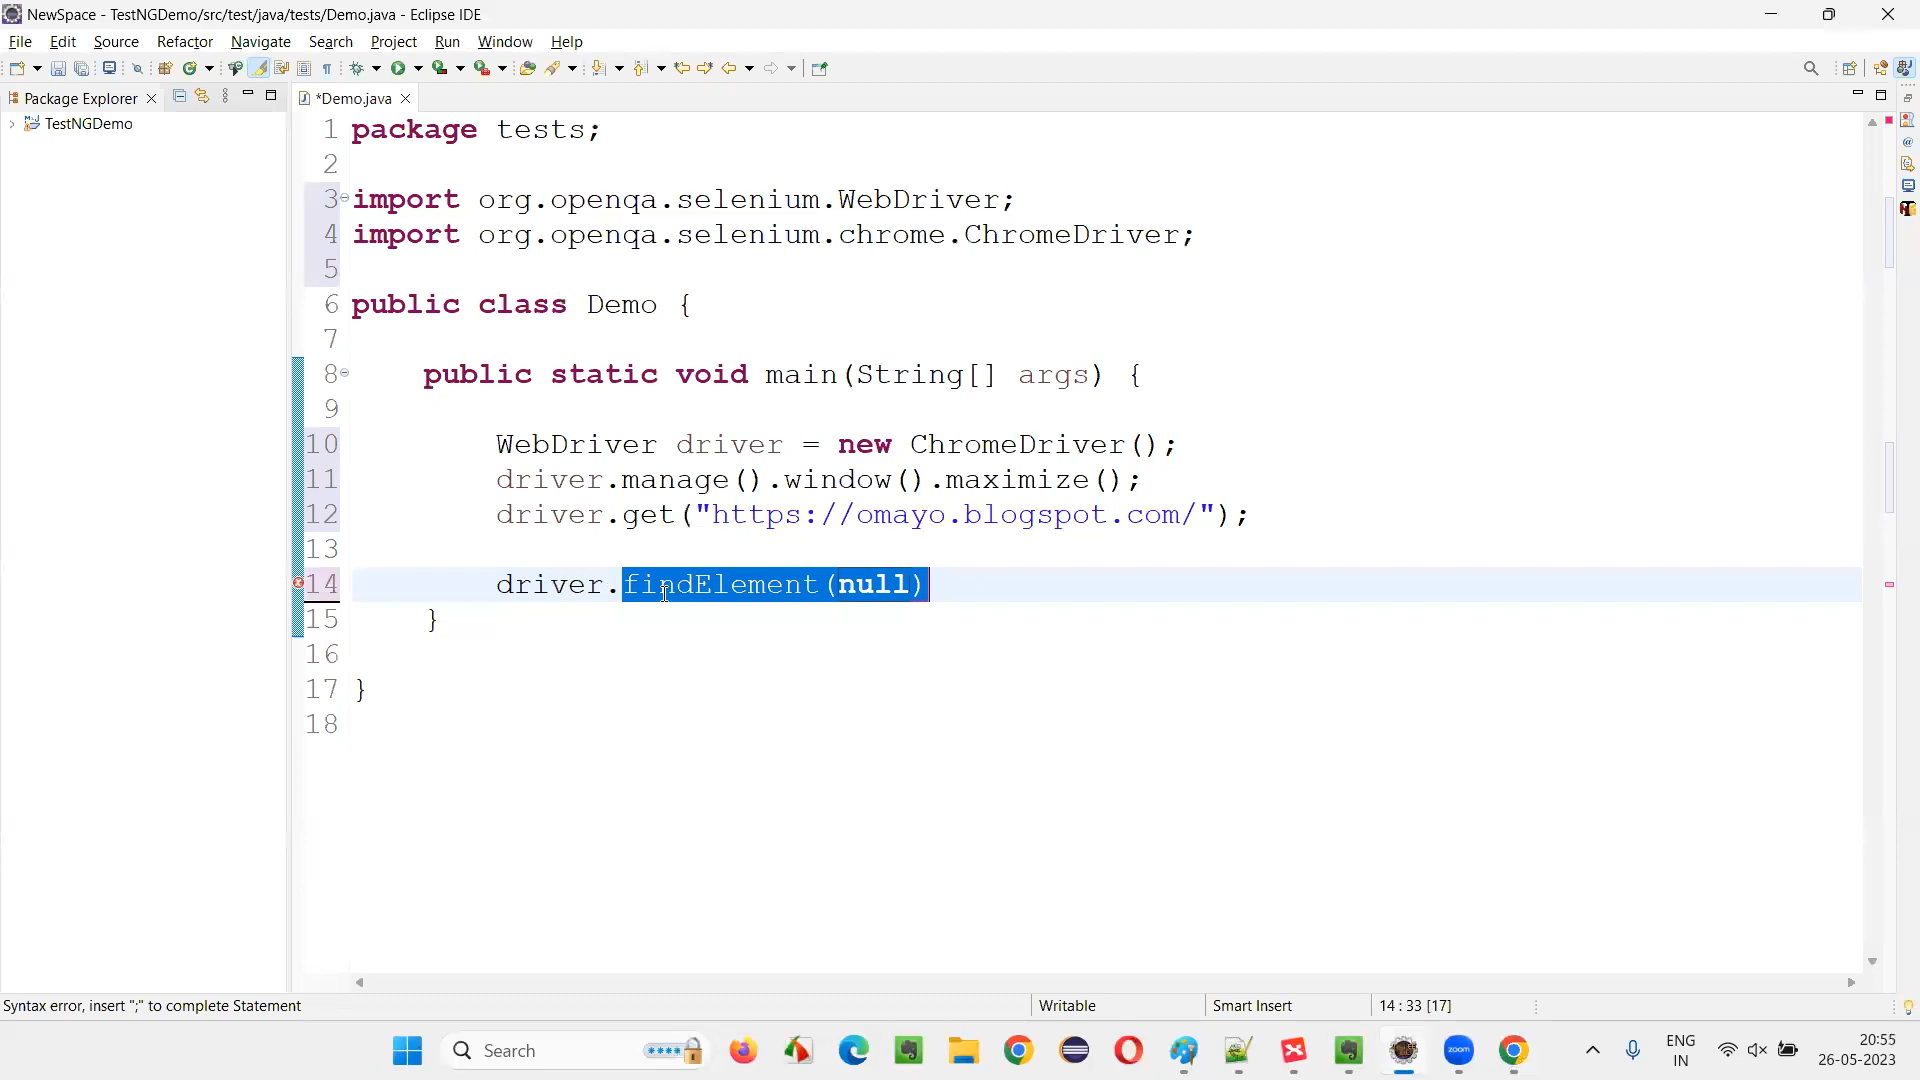 NewSpace - TestNGDemo/src/test/java/tests/Demo.java - Eclipse IDE
File Edit Source Refactor Navigate Search Project Run Window Help
Package Explorer
*Demo.java
TestNGDemo
1 package tests;
2
3 import org.openqa.selenium.WebDriver;
4 import org.openqa.selenium.chrome.ChromeDriver;
5
6 public class Demo {
7
8 public static void main(String[] args) {
9
10 WebDriver driver = new ChromeDriver();
11 driver.manage().window().maximize();
12 driver.get("https://omayo.blogspot.com/");
13
14 driver.findElement(null)
15 }
16
17 }
18
Syntax error, insert ";" to complete Statement
Writable
Smart Insert
14 : 33 [17]
Search
zoom
ENG
IN
20:55
26-05-2023